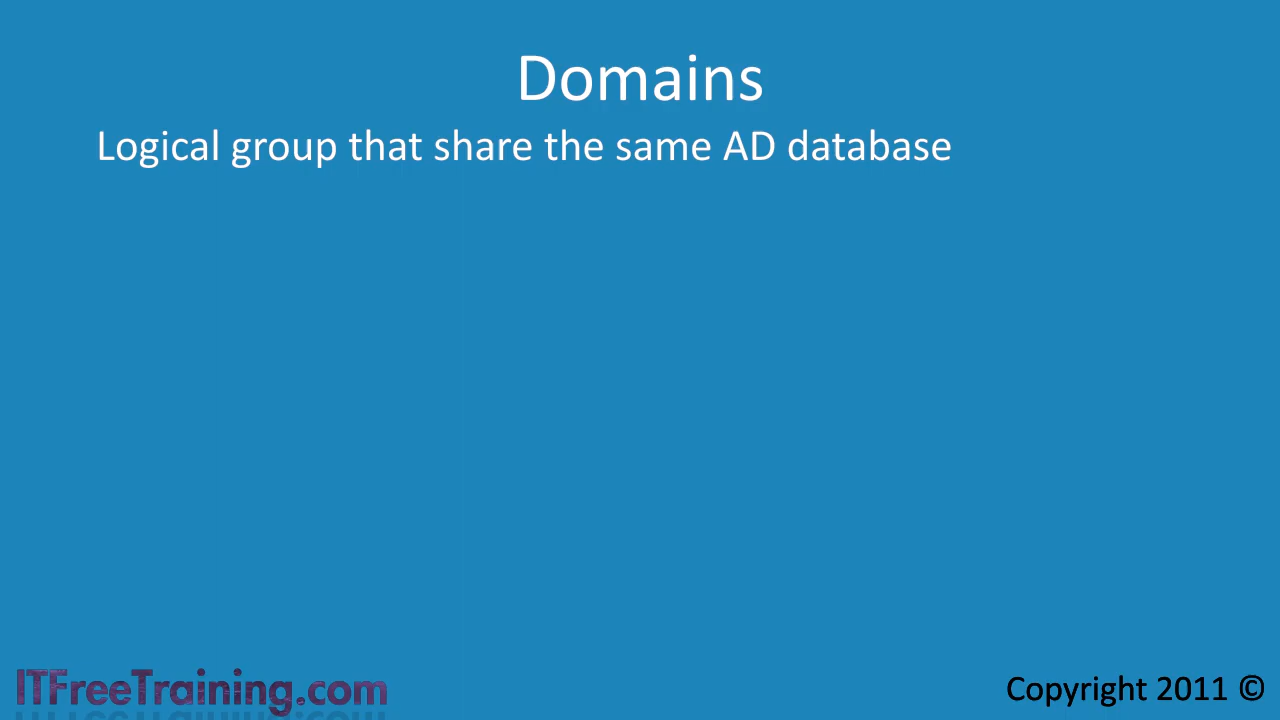 Domains
Logical group that share the same AD database
ITFreeTraining.com
Copyright 2011 ©